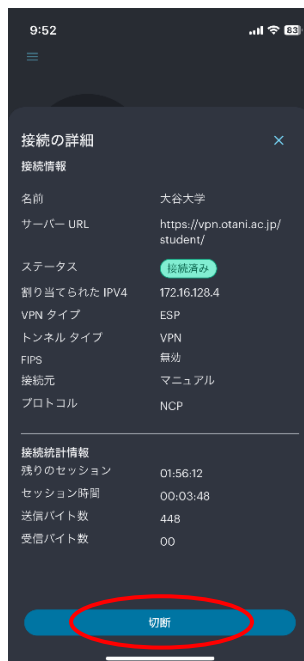 9:52
83
接続の詳細
接続情報
名前 大谷大学
サーバー URL https://vpn.otani.ac.jp/
student/
ステータス 接続済み
割り当てられた IPV4 172.16.128.4
VPN タイプ ESP
トンネル タイプ VPN
FIPS 無効
接続元 マニュアル
プロトコル NCP
接続統計情報
残りのセッション 01:56:12
セッション時間 00:03:48
送信バイト数 448
受信バイト数 00
切断